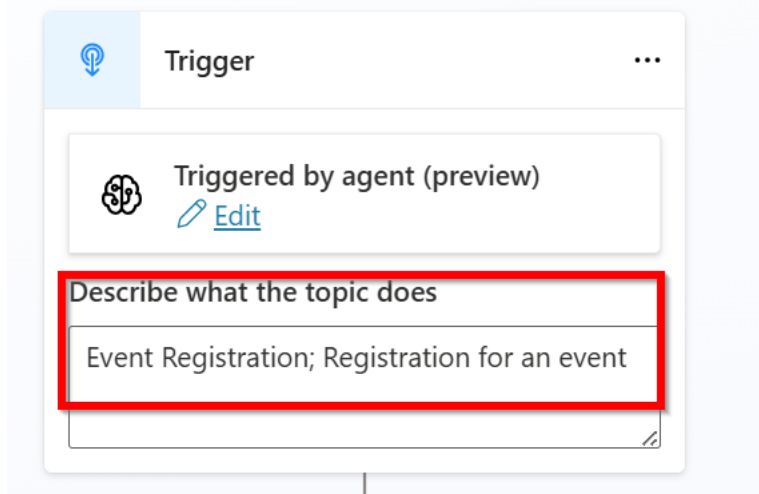 Trigger
Triggered by agent (preview)
Edit
Describe what the topic does
Event Registration; Registration for an event